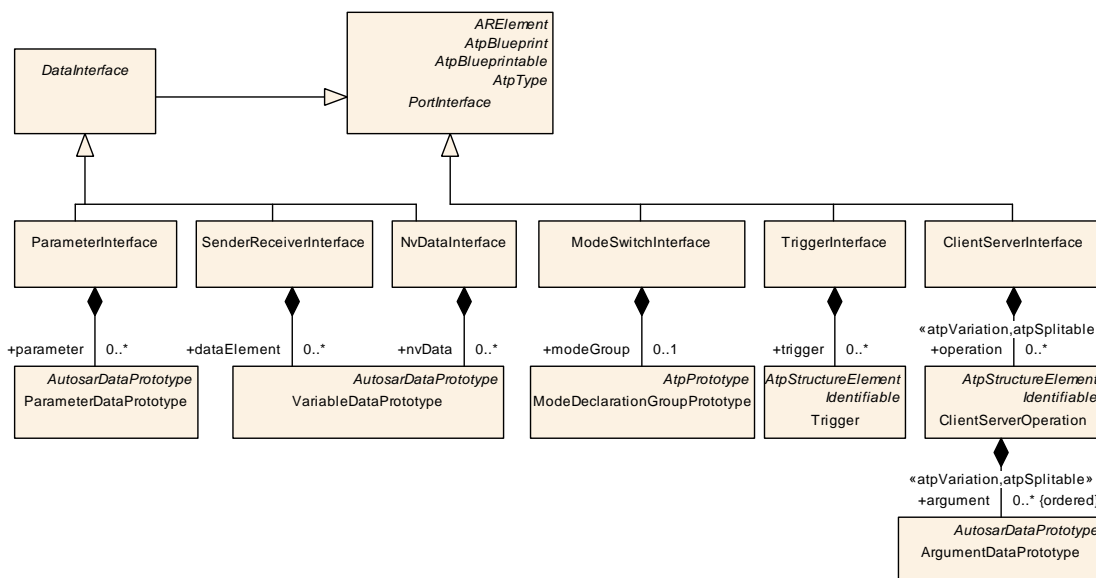 ARElement
AtpBlueprint
AtpBlueprintable
AtpType
PortInterface
DataInterface
ParameterInterface
SenderReceiverInterface
NvDataInterface
ModeSwitchInterface
TriggerInterface
ClientServerInterface
«atpVariation,atpSplitable
+parameter 0..*
+dataElement 0..*
+nvData 0..*
+modeGroup 0..1
+trigger 0..*
+operation 0..*
AutosarDataPrototype
ParameterDataPrototype
AutosarDataPrototype
VariableDataPrototype
AtpPrototype
ModeDeclarationGroupPrototype
AtpStructureElement
Identifiable
Trigger
AtpStructureElement
Identifiable
ClientServerOperation
«atpVariation,atpSplitable»
+argument 0..* {ordered}
AutosarDataPrototype
ArgumentDataPrototype